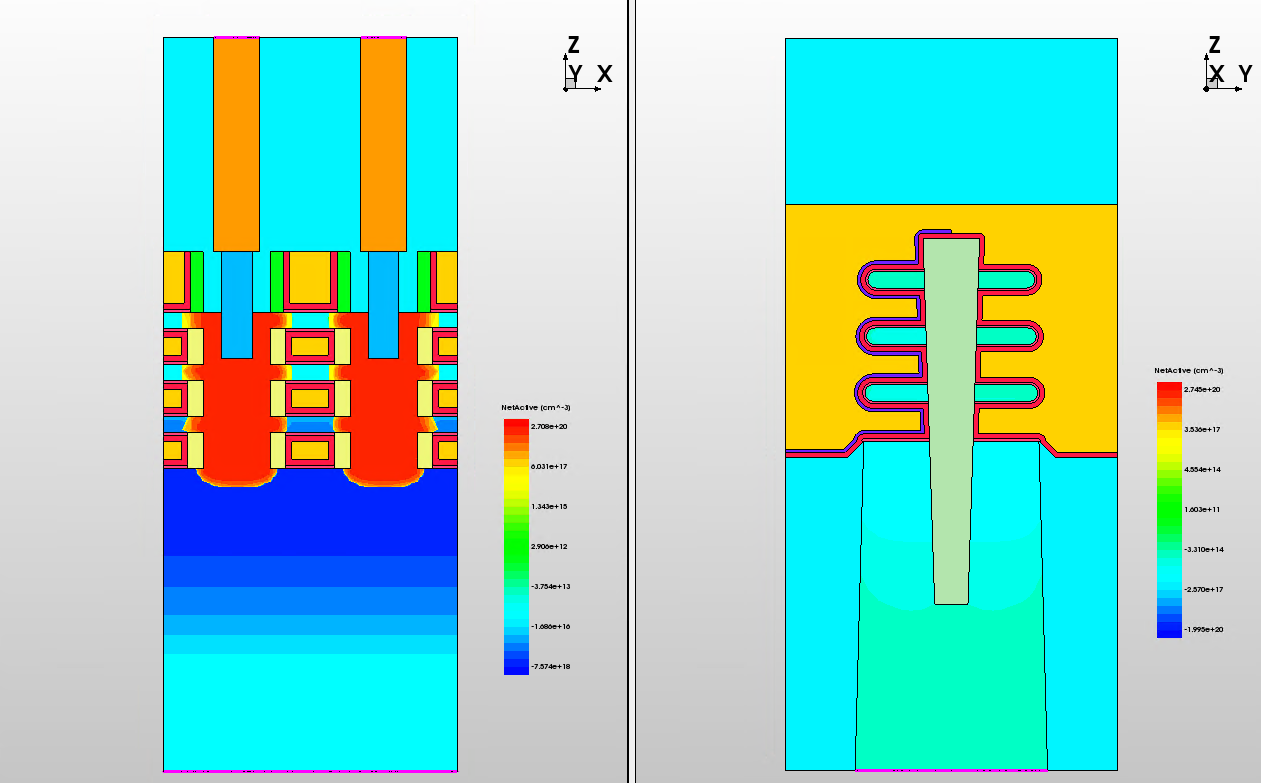 Z
Y X
NetActive (cm^-3)
2.708e+20
6.031e+17
1.343e+15
2.906e+12
-3.754e+13
-1.686e+16
-7.574e+18
Z
X Y
NetActive (cm^-3)
2.745e+20
3.536e+17
4.554e+14
1.603e+11
-3.310e+14
-2.570e+17
-1.995e+20